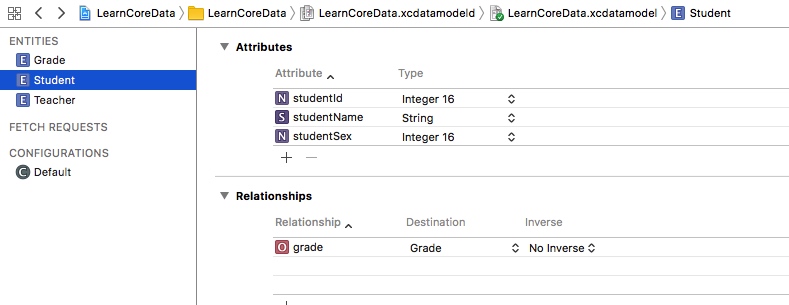 LearnCoreData LearnCoreData LearnCoreData.xcdatamodeld LearnCoreData.xcdatamodel E Student
ENTITIES
E Grade
E Student
E Teacher
FETCH REQUESTS
CONFIGURATIONS
C Default
Attributes
Attribute Type
N studentId Integer 16
S studentName String
N studentSex Integer 16
Relationships
Relationship Destination Inverse
O grade Grade No Inverse